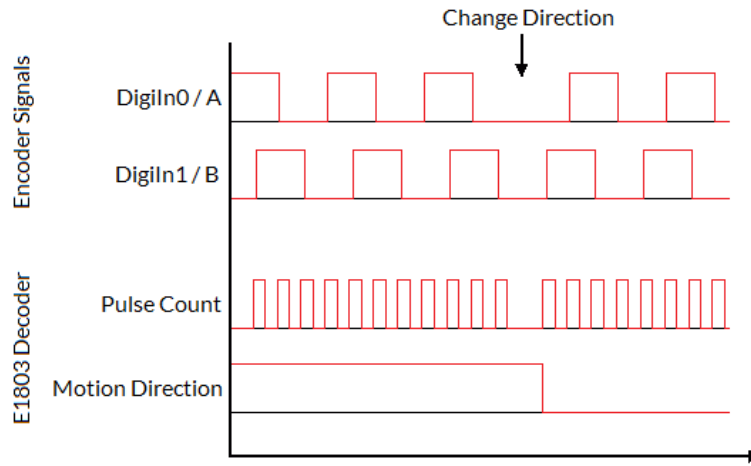 Change Direction
Encoder Signals
DigiIn0 / A
DigiIn1 / B
E1803 Decoder
Pulse Count
Motion Direction